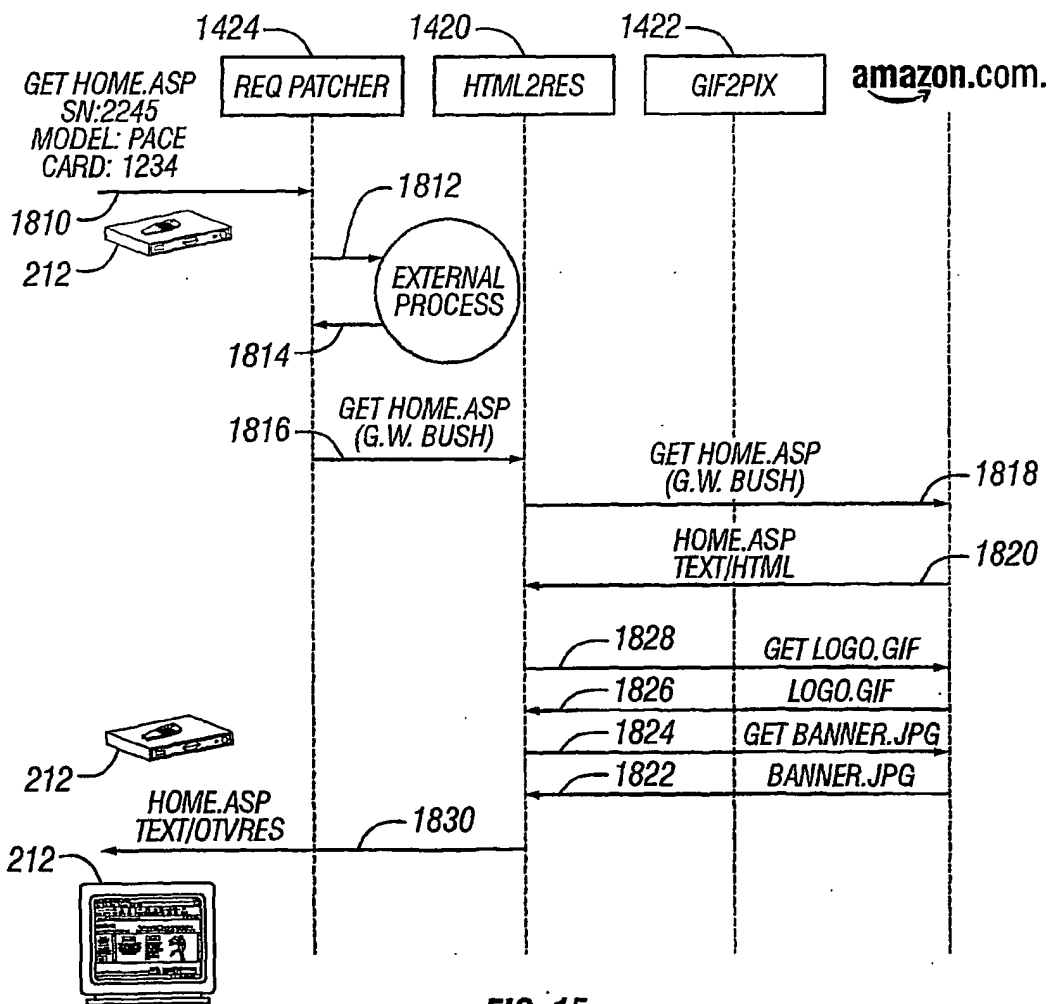 1424
1420
1422
REQ PATCHER
HTML2RES
GIF2PIX
amazon.com.
GET HOME.ASP
SN:2245
MODEL: PACE
CARD: 1234
1810
212
1812
EXTERNAL
PROCESS
1814
GET HOME.ASP
(G.W. BUSH)
1816
GET HOME.ASP
(G.W. BUSH)
1818
HOME.ASP
TEXT/HTML
1820
1828
GET LOGO.GIF
1826
LOGO.GIF
1824
GET BANNER.JPG
1822
BANNER.JPG
212
HOME.ASP
TEXT/OTVRES
1830
212
FIG. 15